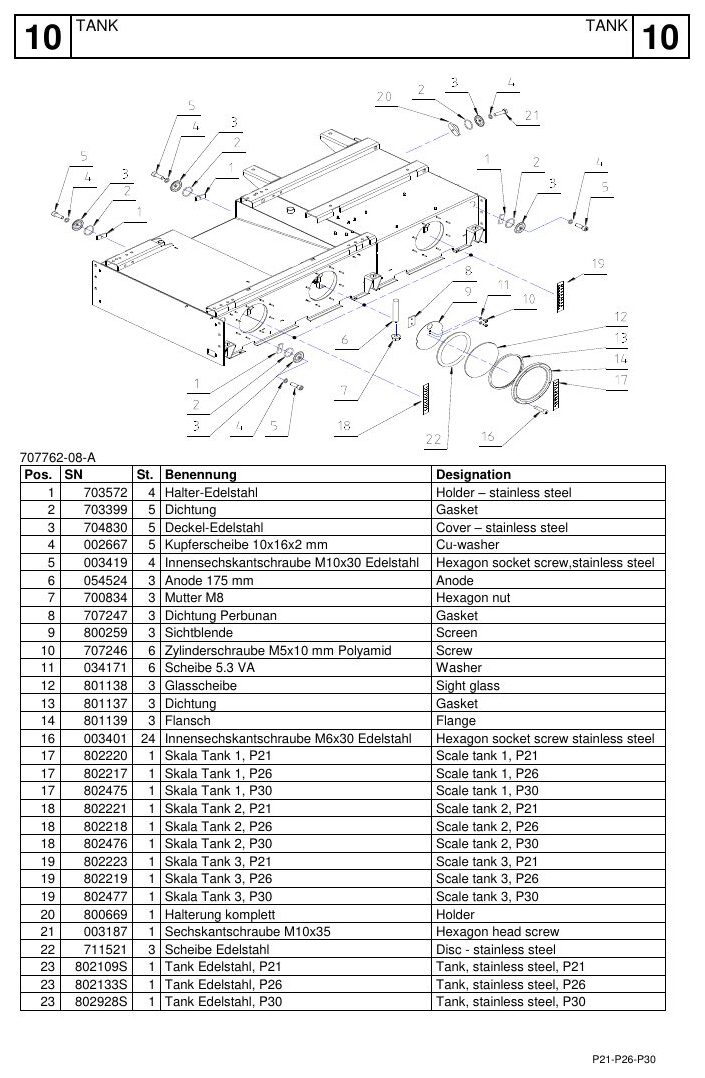 10 TANK TANK 10
3
2 4
20
21
5
4 3
2
1
5
4 3
2
1
1 2 4
3 5
8 19
9 11
10
12
13
6 14
1 7 17
2
3 4 5 18 22 16
707762-08-A
Pos. SN St. Benennung Designation
1 703572 4 Halter-Edelstahl Holder – stainless steel
2 703399 5 Dichtung Gasket
3 704830 5 Deckel-Edelstahl Cover – stainless steel
4 002667 5 Kupferscheibe 10x16x2 mm Cu-washer
5 003419 4 Innensechskantschraube M10x30 Edelstahl Hexagon socket screw,stainless steel
6 054524 3 Anode 175 mm Anode
7 700834 3 Mutter M8 Hexagon nut
8 707247 3 Dichtung Perbunan Gasket
9 800259 3 Sichtblende Screen
10 707246 6 Zylinderschraube M5x10 mm Polyamid Screw
11 034171 6 Scheibe 5.3 VA Washer
12 801138 3 Glasscheibe Sight glass
13 801137 3 Dichtung Gasket
14 801139 3 Flansch Flange
16 003401 24 Innensechskantschraube M6x30 Edelstahl Hexagon socket screw stainless steel
17 802220 1 Skala Tank 1, P21 Scale tank 1, P21
17 802217 1 Skala Tank 1, P26 Scale tank 1, P26
17 802475 1 Skala Tank 1, P30 Scale tank 1, P30
18 802221 1 Skala Tank 2, P21 Scale tank 2, P21
18 802218 1 Skala Tank 2, P26 Scale tank 2, P26
18 802476 1 Skala Tank 2, P30 Scale tank 2, P30
19 802223 1 Skala Tank 3, P21 Scale tank 3, P21
19 802219 1 Skala Tank 3, P26 Scale tank 3, P26
19 802477 1 Skala Tank 3, P30 Scale tank 3, P30
20 800669 1 Halterung komplett Holder
21 003187 1 Sechskantschraube M10x35 Hexagon head screw
22 711521 3 Scheibe Edelstahl Disc - stainless steel
23 802109S 1 Tank Edelstahl, P21 Tank, stainless steel, P21
23 802133S 1 Tank Edelstahl, P26 Tank, stainless steel, P26
23 802928S 1 Tank Edelstahl, P30 Tank, stainless steel, P30
P21-P26-P30